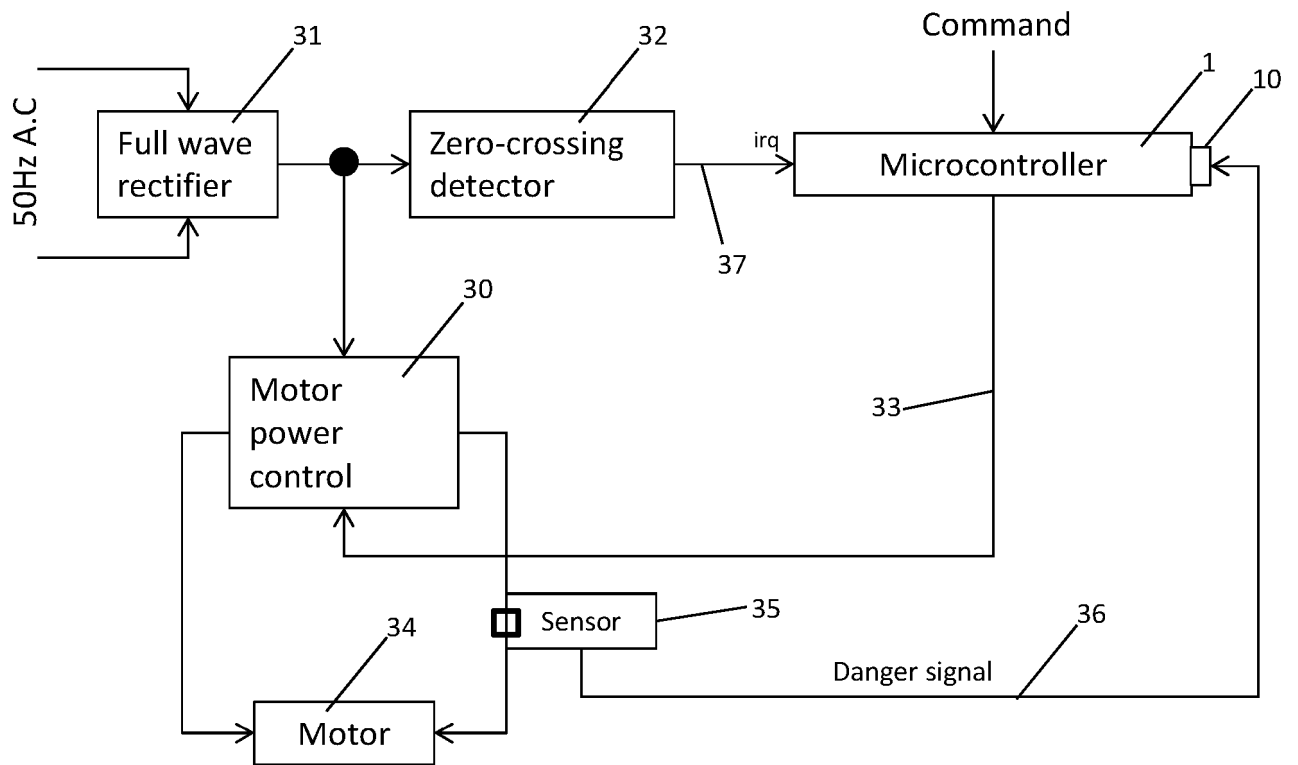 31
32
Command
1
10
50Hz A.C
Full wave
rectifier
Zero-crossing
detector
irq
Microcontroller
37
30
Motor
power
control
33
34
Sensor
35
36
Danger signal
Motor